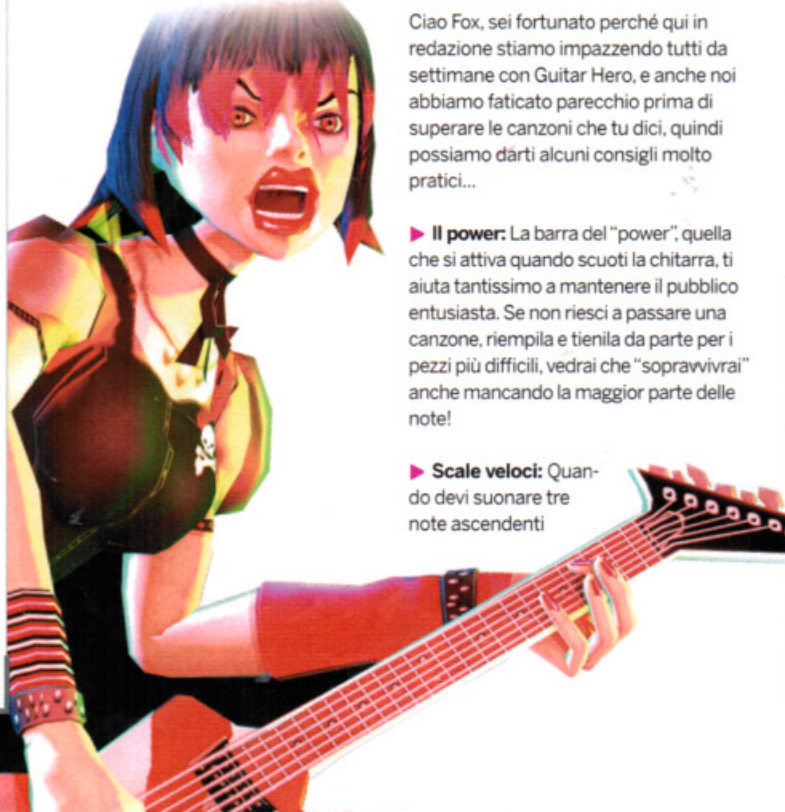 Ciao Fox, sei fortunato perché qui in
redazione stiamo impazzendo tutti da
settimane con Guitar Hero, e anche noi
abbiamo faticato parecchio prima di
superare le canzoni che tu dici, quindi
possiamo darti alcuni consigli molto
pratici...
▶ Il power: La barra del “power”, quella
che si attiva quando scuoti la chitarra, ti
aiuta tantissimo a mantenere il pubblico
entusiasta. Se non riesci a passare una
canzone, riempila e tienila da parte per i
pezzi più difficili, vedrai che “sopravvivrai”
anche mancando la maggior parte delle
note!
▶ Scale veloci: Quan-
do devi suonare tre
note ascendenti